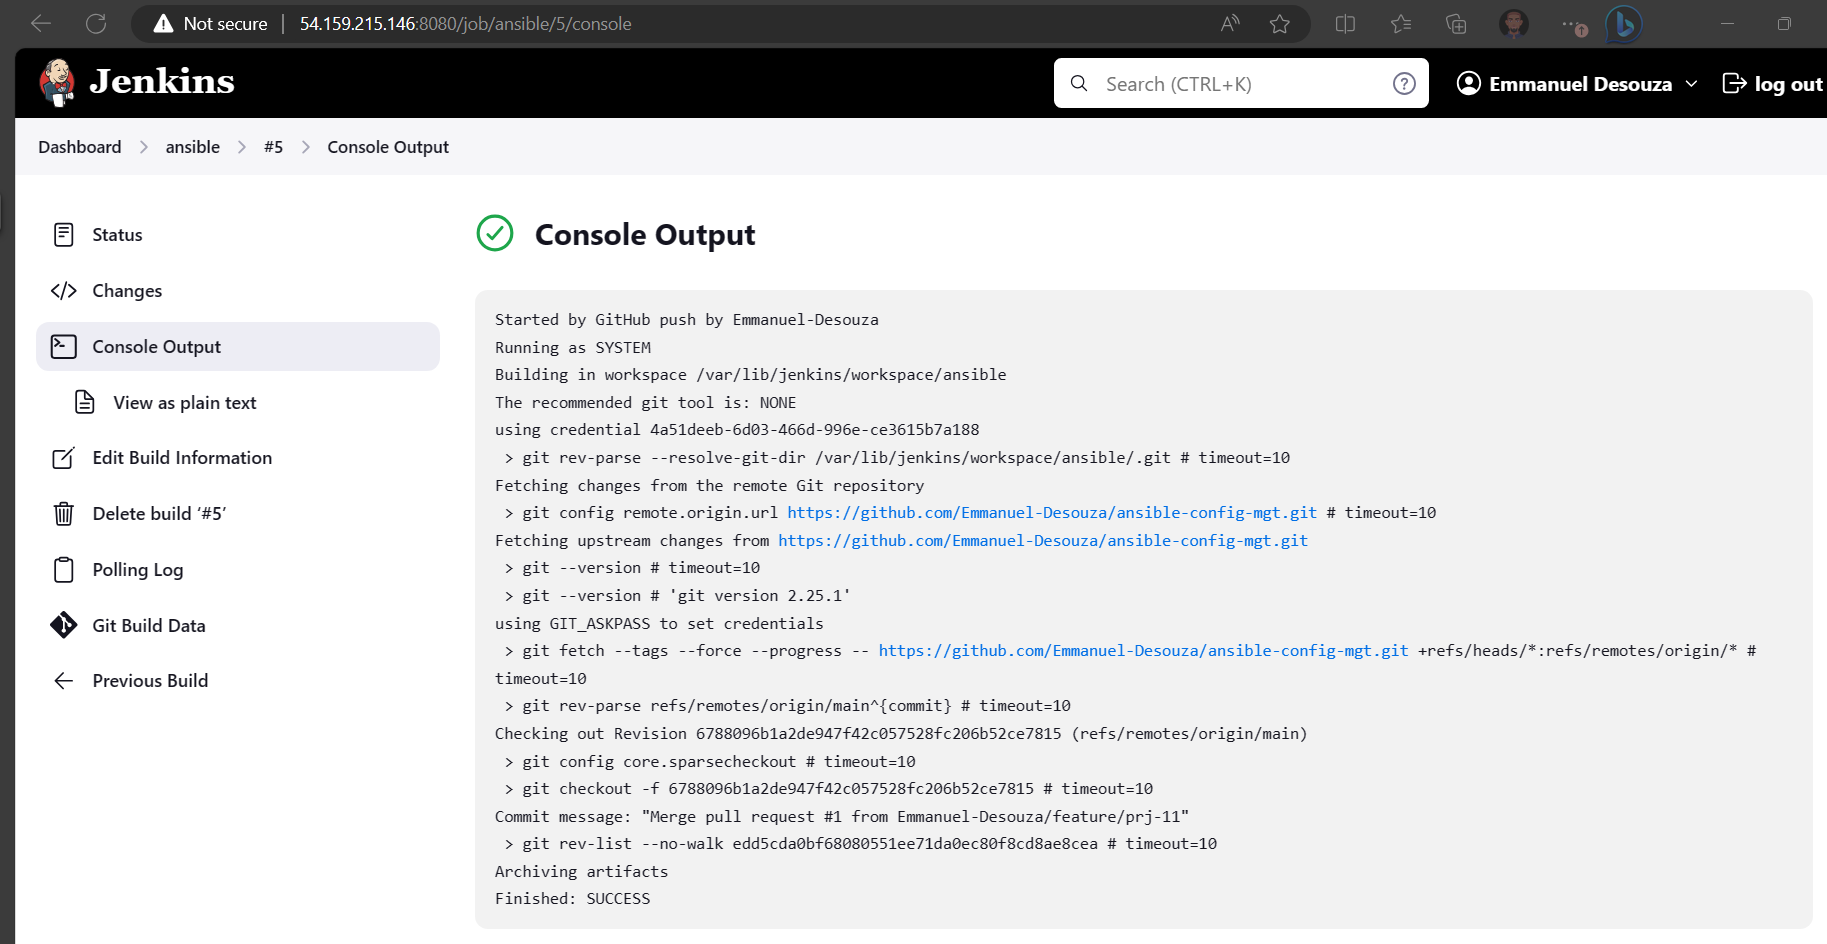 Not secure | 54.159.215.146:8080/job/ansible/5/console
Jenkins
Search (CTRL+K)
Emmanuel Desouza
log out
Dashboard > ansible > #5 > Console Output
Status
Changes
Console Output
View as plain text
Edit Build Information
Delete build ‘#5’
Polling Log
Git Build Data
Previous Build
Console Output
Started by GitHub push by Emmanuel-Desouza
Running as SYSTEM
Building in workspace /var/lib/jenkins/workspace/ansible
The recommended git tool is: NONE
using credential 4a51deeb-6d03-466d-996e-ce3615b7a188
> git rev-parse --resolve-git-dir /var/lib/jenkins/workspace/ansible/.git # timeout=10
Fetching changes from the remote Git repository
> git config remote.origin.url https://github.com/Emmanuel-Desouza/ansible-config-mgt.git # timeout=10
Fetching upstream changes from https://github.com/Emmanuel-Desouza/ansible-config-mgt.git
> git --version # timeout=10
> git --version # 'git version 2.25.1'
using GIT_ASKPASS to set credentials
> git fetch --tags --force --progress -- https://github.com/Emmanuel-Desouza/ansible-config-mgt.git +refs/heads/*:refs/remotes/origin/* #
timeout=10
> git rev-parse refs/remotes/origin/main^{commit} # timeout=10
Checking out Revision 6788096b1a2de947f42c057528fc206b52ce7815 (refs/remotes/origin/main)
> git config core.sparsecheckout # timeout=10
> git checkout -f 6788096b1a2de947f42c057528fc206b52ce7815 # timeout=10
Commit message: "Merge pull request #1 from Emmanuel-Desouza/feature/prj-11"
> git rev-list --no-walk edd5cda0bf68080551ee71da0ec80f8cd8ae8cea # timeout=10
Archiving artifacts
Finished: SUCCESS